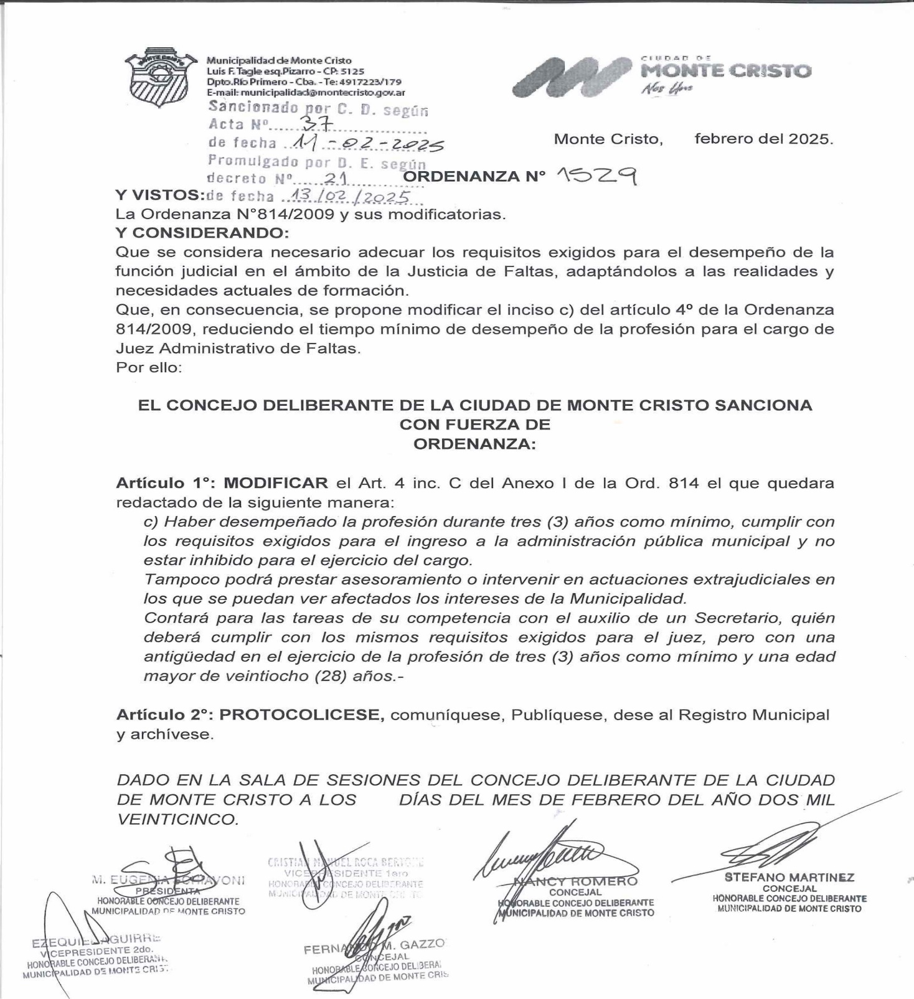 MONTE CRISTO
Municipalidad de Monte Cristo
Luis F. Tagle esq.Pizarro - CP: 5125
Dpto.Río Primero - Cba. - Te: 4917223/179
E-mail: municipalidad@montecristo.gov.ar
CIUDAD DE
MONTE CRISTO
Nos Une
Sancionado por C. D. según
Acta Nº 37
de fecha 11-02-2025
Promulgado por D. E. según
decreto Nº 21
de fecha 13/02/2025
Monte Cristo, febrero del 2025.
ORDENANZA N° 1529
Y VISTOS:
La Ordenanza N°814/2009 y sus modificatorias.
Y CONSIDERANDO:
Que se considera necesario adecuar los requisitos exigidos para el desempeño de la
función judicial en el ámbito de la Justicia de Faltas, adaptándolos a las realidades y
necesidades actuales de formación.
Que, en consecuencia, se propone modificar el inciso c) del artículo 4º de la Ordenanza
814/2009, reduciendo el tiempo mínimo de desempeño de la profesión para el cargo de
Juez Administrativo de Faltas.
Por ello:
EL CONCEJO DELIBERANTE DE LA CIUDAD DE MONTE CRISTO SANCIONA
CON FUERZA DE
ORDENANZA:
Artículo 1°: MODIFICAR el Art. 4 inc. C del Anexo I de la Ord. 814 el que quedara
redactado de la siguiente manera:
c) Haber desempeñado la profesión durante tres (3) años como mínimo, cumplir con
los requisitos exigidos para el ingreso a la administración pública municipal y no
estar inhibido para el ejercicio del cargo.
Tampoco podrá prestar asesoramiento o intervenir en actuaciones extrajudiciales en
los que se puedan ver afectados los intereses de la Municipalidad.
Contará para las tareas de su competencia con el auxilio de un Secretario, quién
deberá cumplir con los mismos requisitos exigidos para el juez, pero con una
antigüedad en el ejercicio de la profesión de tres (3) años como mínimo y una edad
mayor de veintiocho (28) años.-
Artículo 2°: PROTOCOLICESE, comuníquese, Publíquese, dese al Registro Municipal
y archívese.
DADO EN LA SALA DE SESIONES DEL CONCEJO DELIBERANTE DE LA CIUDAD
DE MONTE CRISTO A LOS DÍAS DEL MES DE FEBRERO DEL AÑO DOS MIL
VEINTICINCO.
M. EUGENIA SCHIAVONI
PRESIDENTA
HONORABLE CONCEJO DELIBERANTE
MUNICIPALIDAD DE MONTE CRISTO
CRISTIAN MANUEL ROCA
VICEPRESIDENTE 1ero
HONORABLE CONCEJO DELIBERANTE
MUNICIPALIDAD DE MONTE CRISTO
NANCY ROMERO
CONCEJAL
HONORABLE CONCEJO DELIBERANTE
MUNICIPALIDAD DE MONTE CRISTO
STEFANO MARTINEZ
CONCEJAL
HONORABLE CONCEJO DELIBERANTE
MUNICIPALIDAD DE MONTE CRISTO
EZEQUIEL AGUIRRE
VICEPRESIDENTE 2do.
HONORABLE CONCEJO DELIBERAN
MUNICIPALIDAD DE MONTE CRIST
FERNANDO M. GAZZO
CONCEJAL
HONORABLE CONCEJO DELIBERA
MUNICIPALIDAD DE MONTE CRIS